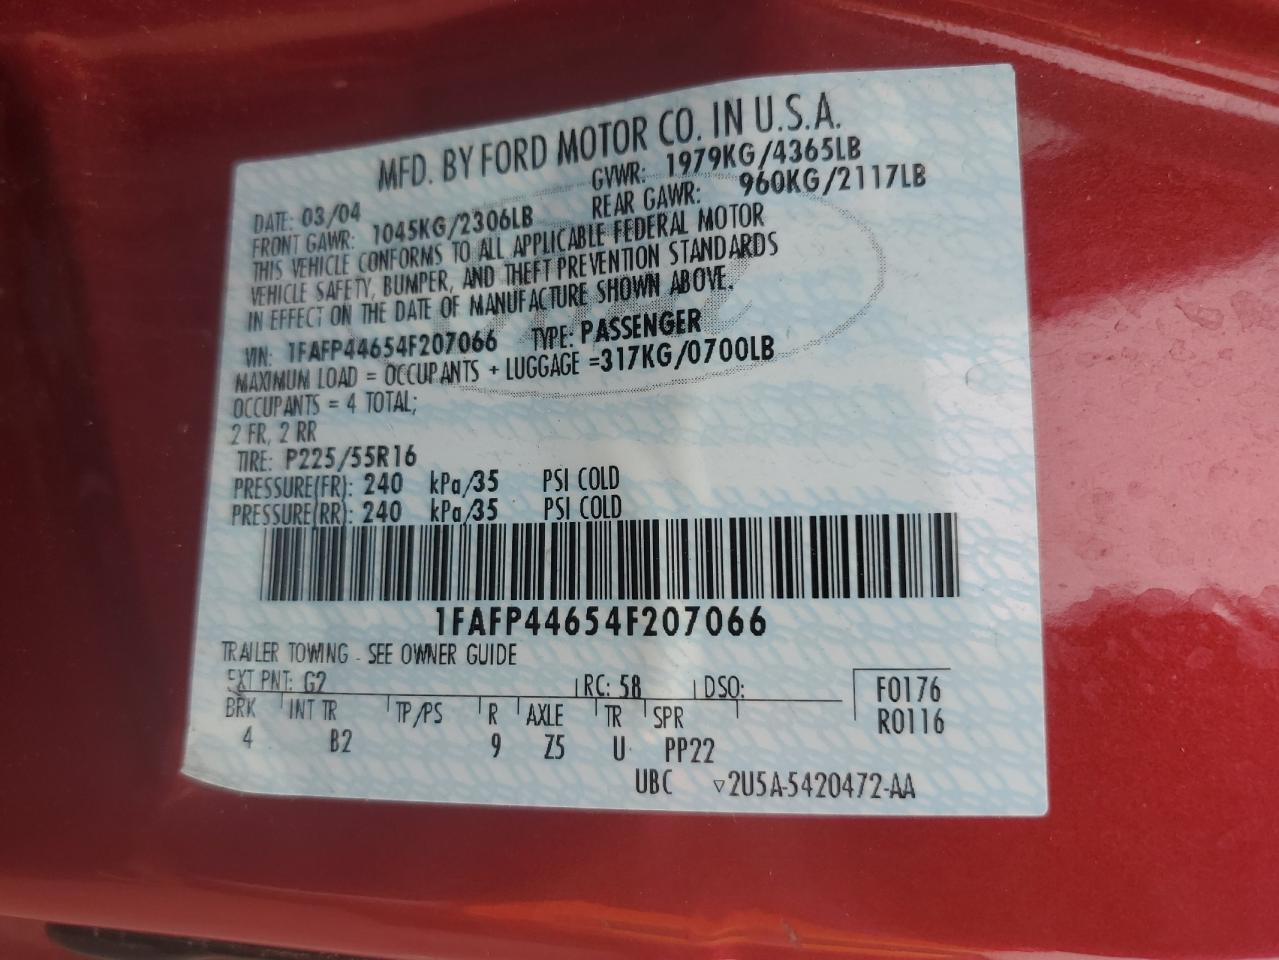 MFD. BY FORD MOTOR CO. IN U.S.A.
DATE: 03/04 GVWR: 1979KG/4365LB
FRONT GAWR: 1045KG/2306LB REAR GAWR: 960KG/2117LB
THIS VEHICLE CONFORMS TO ALL APPLICABLE FEDERAL MOTOR
VEHICLE SAFETY, BUMPER, AND THEFT PREVENTION STANDARDS
IN EFFECT ON THE DATE OF MANUFACTURE SHOWN ABOVE.
VIN: 1FAFP44654F207066 TYPE: PASSENGER
MAXIMUM LOAD = OCCUPANTS + LUGGAGE =317KG/0700LB
OCCUPANTS = 4 TOTAL;
2 FR, 2 RR
TIRE: P225/55R16
PRESSURE(FR): 240 kPa/35 PSI COLD
PRESSURE(RR): 240 kPa/35 PSI COLD
1FAFP44654F207066
TRAILER TOWING - SEE OWNER GUIDE
EXT PNT: G2 RC: 58 DSO: F0176
BRK INT TR TP/PS R AXLE TR SPR R0116
4 B2 9 Z5 U PP22
UBC ▿2U5A-5420472-AA